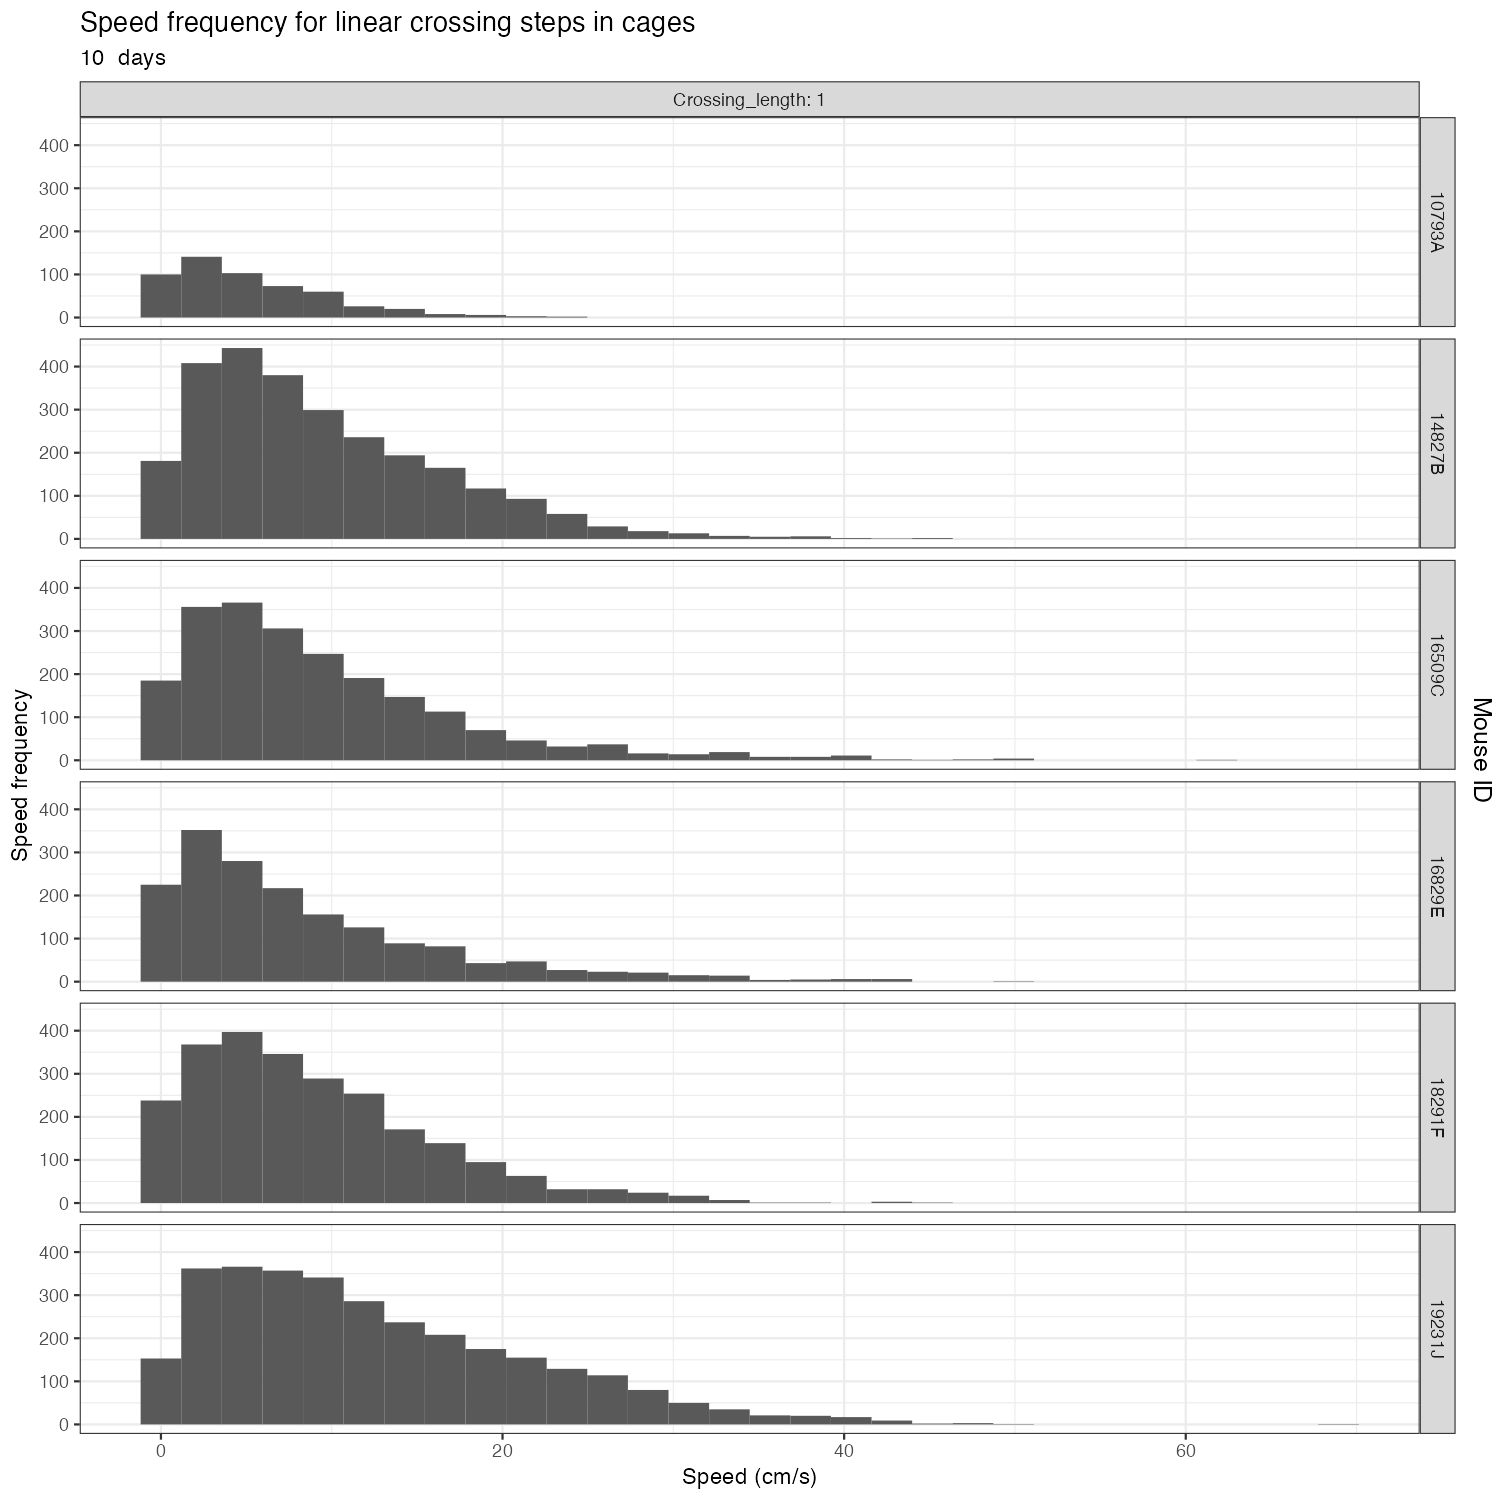 Speed frequency for linear crossing steps in cages
10 days
Crossing_length: 1
400
300
200
100
0
10793A
400
300
200
100
0
14827B
400
300
200
100
0
16509C
400
300
200
100
0
16829E
400
300
200
100
0
18291F
400
300
200
100
0
19231J
Speed frequency
Mouse ID
0 20 40 60
Speed (cm/s)